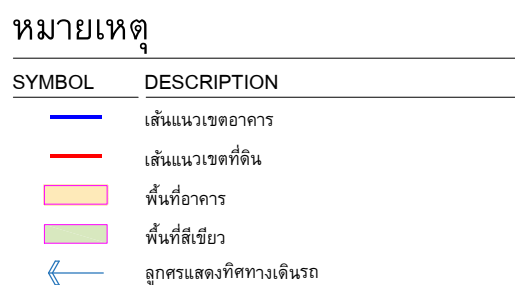 หมายเหตุ
SYMBOL DESCRIPTION
เส้นแนวเขตอาคาร
เส้นแนวเขตที่ดิน
พื้นที่อาคาร
พื้นที่สีเขียว
ลูกศรแสดงทิศทางเดินรถ